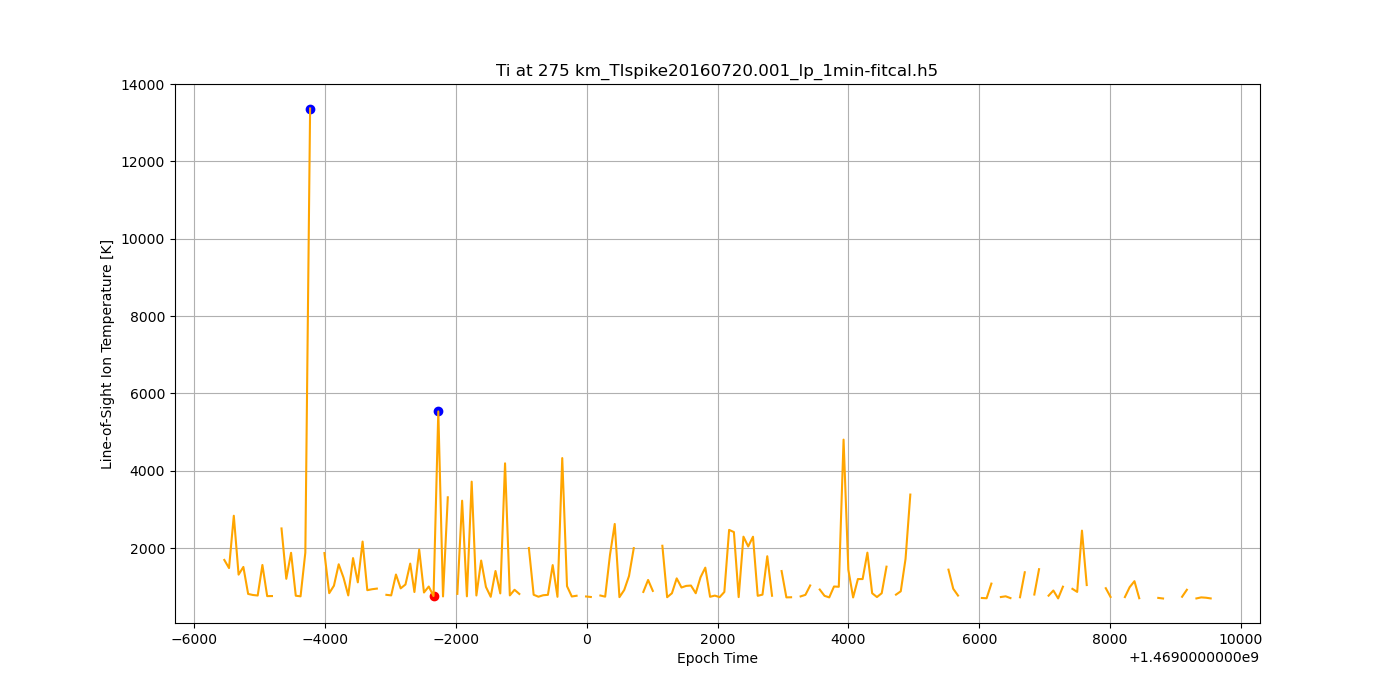 Ti at 275 km_TIspike20160720.001_lp_1min-fitcal.h5
Line-of-Sight Ion Temperature [K]
14000
12000
10000
8000
6000
4000
2000
−6000 −4000 −2000 0 2000 4000 6000 8000 10000
Epoch Time
+1.4690000000e9